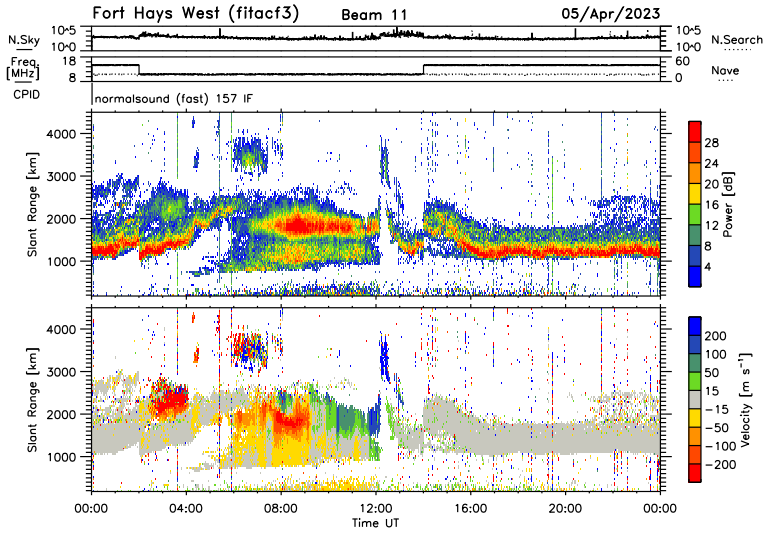 Fort Hays West (fitacf3) Beam 11 05/Apr/2023
N.Sky 10^5 10^0 10^5 10^0 N.Search
Freq. [MHz] 18 8 60 0 Nave
CPID normalsound (fast) 157 IF
Slant Range [km] 4000 3000 2000 1000
Power [dB] 28 24 20 16 12 8 4
Slant Range [km] 4000 3000 2000 1000
Velocity [m s⁻¹] 200 100 50 15 −15 −50 −100 −200
00:00 04:00 08:00 12:00 16:00 20:00 00:00
Time UT